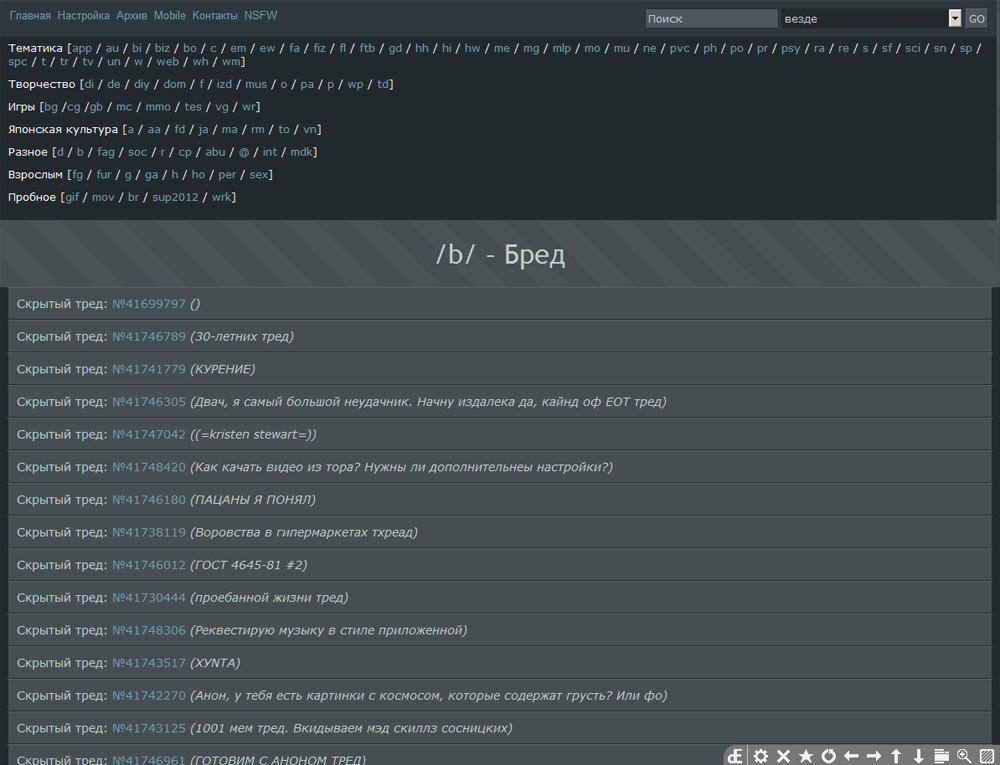 Главная Настройка Архив Mobile Контакты NSFW
Поиск везде GO
Тематика [app / au / bi / biz / bo / c / em / ew / fa / fiz / fl / ftb / gd / hh / hi / hw / me / mg / mlp / mo / mu / ne / pvc / ph / po / pr / psy / ra / re / s / sf / sci / sn / sp /
spc / t / tr / tv / un / w / web / wh / wm]
Творчество [di / de / diy / dom / f / izd / mus / o / pa / p / wp / td]
Игры [bg /cg /gb / mc / mmo / tes / vg / wr]
Японская культура [a / aa / fd / ja / ma / rm / to / vn]
Разное [d / b / fag / soc / r / cp / abu / @ / int / mdk]
Взрослым [fg / fur / g / ga / h / ho / per / sex]
Пробное [gif / mov / br / sup2012 / wrk]
/b/ - Бред
Скрытый тред: №41699797 ()
Скрытый тред: №41746789 (30-летних тред)
Скрытый тред: №41741779 (КУРЕНИЕ)
Скрытый тред: №41746305 (Двач, я самый большой неудачник. Начну издалека да, кайнд оф ЕОТ тред)
Скрытый тред: №41747042 ((=kristen stewart=))
Скрытый тред: №41748420 (Как качать видео из тора? Нужны ли дополнительнеы настройки?)
Скрытый тред: №41746180 (ПАЦАНЫ Я ПОНЯЛ)
Скрытый тред: №41738119 (Воровства в гипермаркетах тхреад)
Скрытый тред: №41746012 (ГОСТ 4645-81 #2)
Скрытый тред: №41730444 (проебанной жизни тред)
Скрытый тред: №41748306 (Реквестирую музыку в стиле приложенной)
Скрытый тред: №41743517 (ХУNТА)
Скрытый тред: №41742270 (Анон, у тебя есть картинки с космосом, которые содержат грусть? Или фо)
Скрытый тред: №41743125 (1001 мем тред. Вкидываем мэд скиллз сосницких)
Скрытый тред: №41746961 (ГОТОВИМ С АНОНОМ ТРЕД)